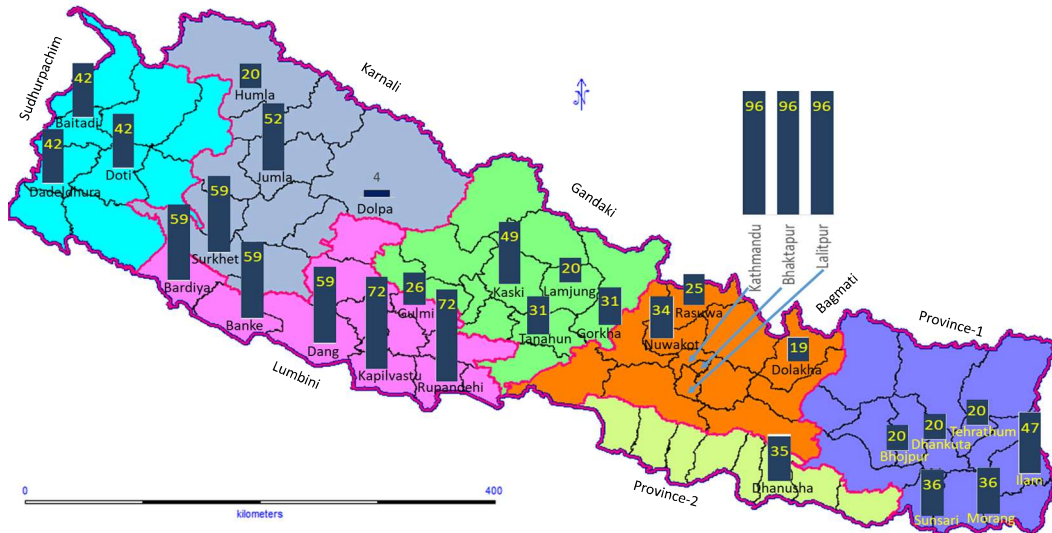 Sudhurpachim
Karnali
Gandaki
Bagmati
Province-1
Province-2
Lumbini
42
Baitadi
42
Dadeldhura
42
Doti
20
Humla
52
Jumla
4
Dolpa
59
Surkhet
59
Bardiya
59
Banke
59
Dang
72
Kapilvastu
26
Gulmi
72
Rupandehi
49
Kaski
20
Lamjung
31
Tanahun
31
Gorkha
34
Nuwakot
25
Rasuwa
96
Kathmandu
96
Bhaktapur
96
Lalitpur
19
Dolakha
35
Dhanusha
20
Bhojpur
20
Dhankuta
20
Tehrathum
47
Ilam
36
Sunsari
36
Morang
N
0 400
kilometers